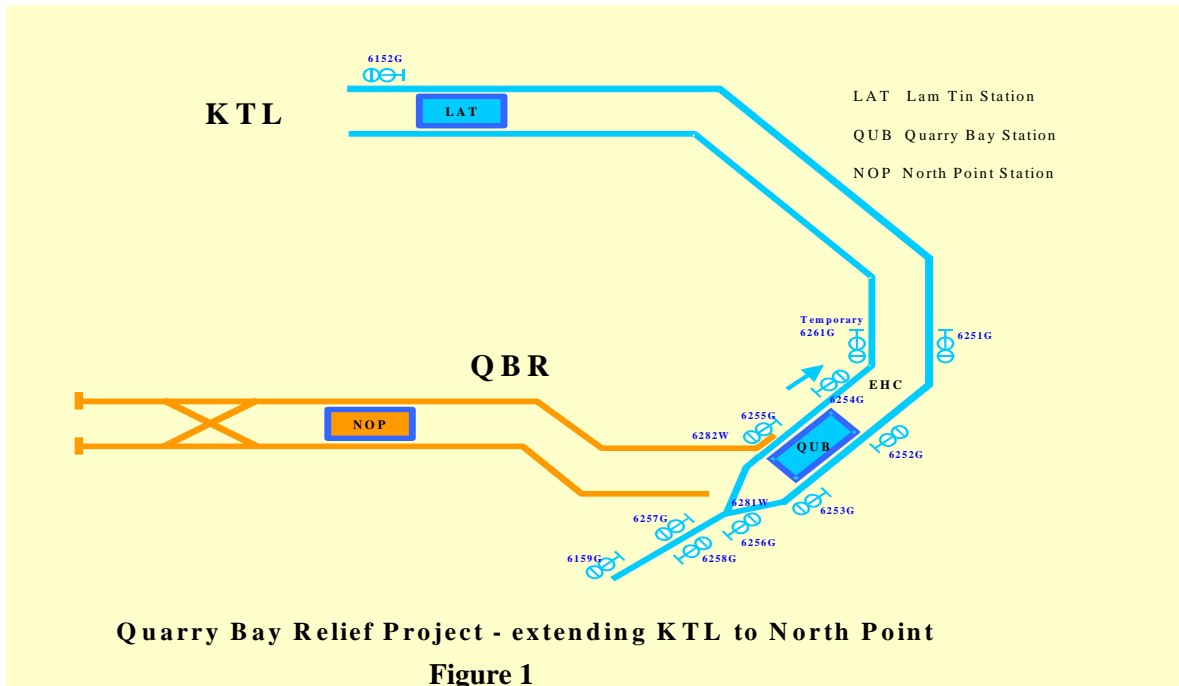 6152G
KTL
LAT
LAT Lam Tin Station
QUB Quarry Bay Station
NOP North Point Station
Temporary
6261G
6251G
QBR
EHC
6254G
6255G
NOP
6282W
QUB
6252G
6281W
6253G
6257G
6256G
6258G
6159G
Quarry Bay Relief Project - extending KTL to North Point
Figure 1